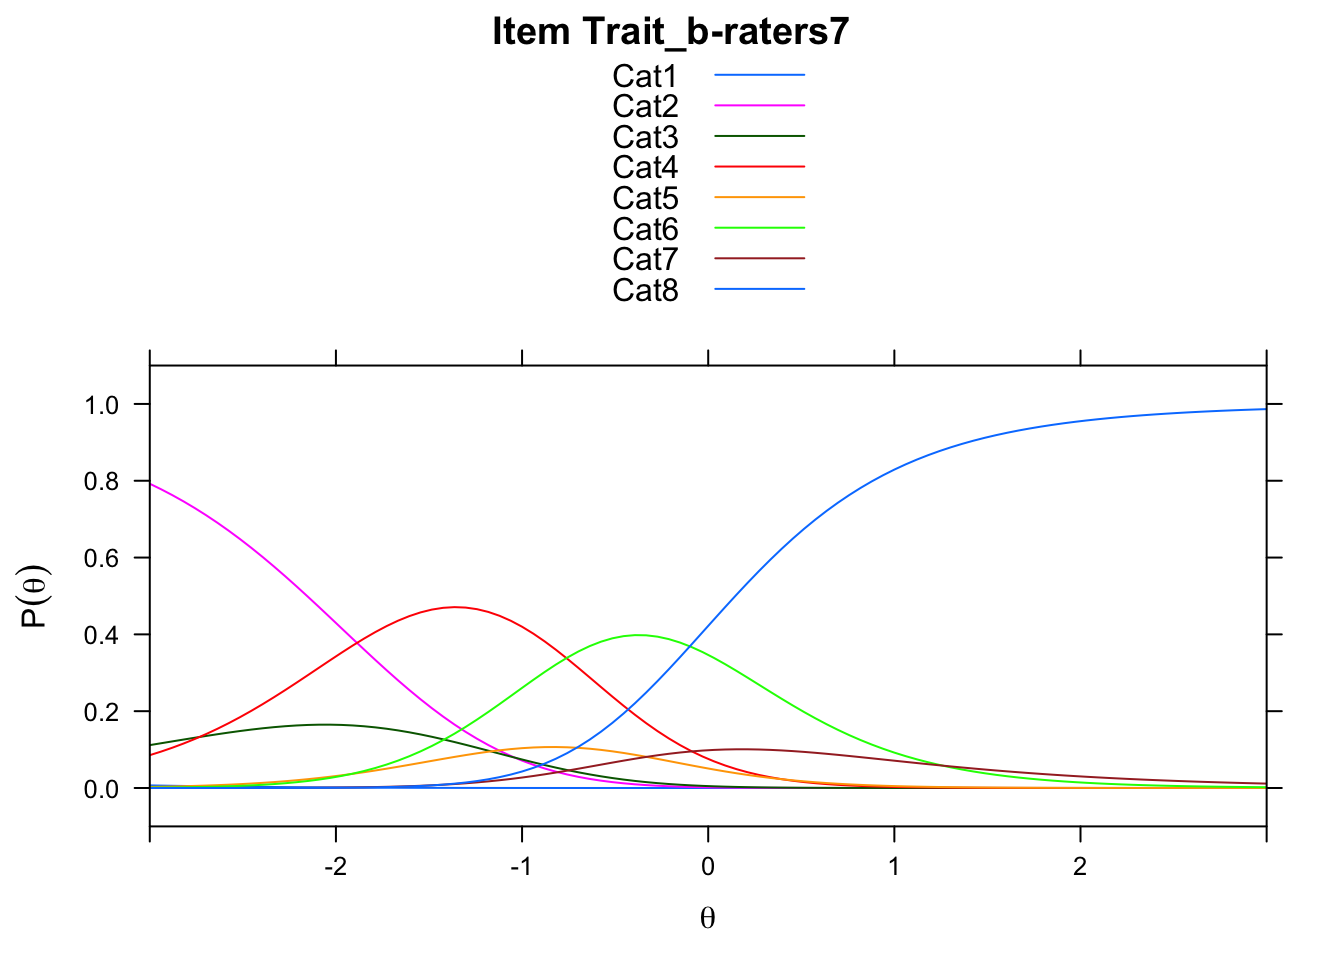 Item Trait_b-raters7
Cat1
Cat2
Cat3
Cat4
Cat5
Cat6
Cat7
Cat8
1.0
0.8
0.6
0.4
0.2
0.0
P(θ)
-2 -1 0 1 2
θ